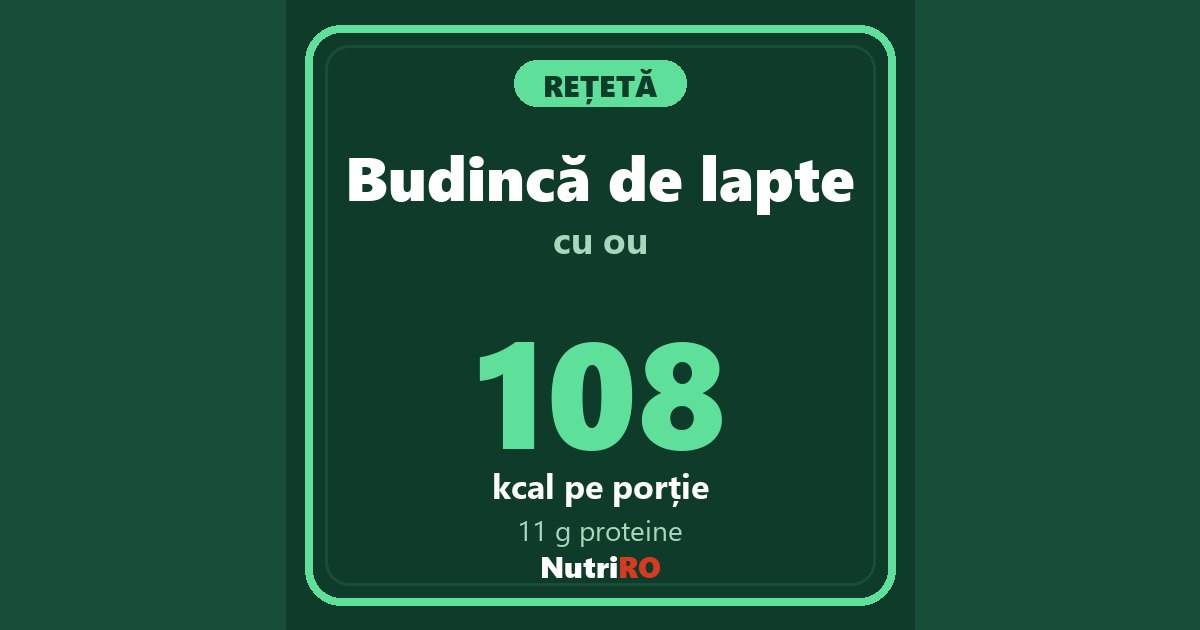 REȚETĂ
Budincă de lapte
cu ou
108
kcal pe porție
11 g proteine
NutriRO